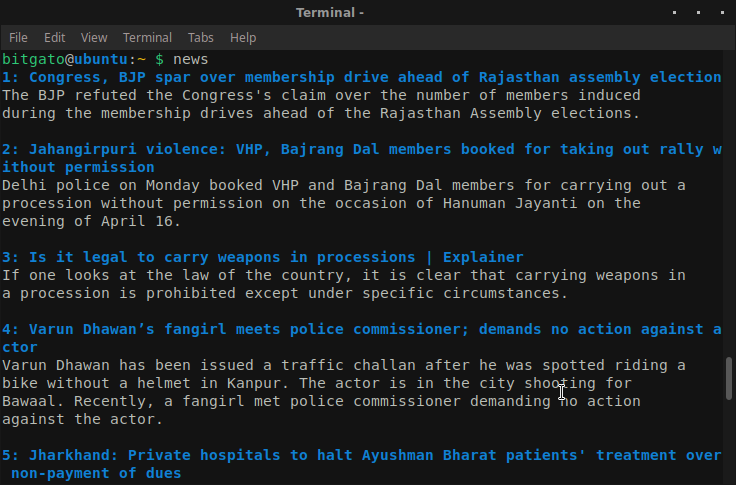 Terminal -
File Edit View Terminal Tabs Help
bitgato@ubuntu:~ $ news
1: Congress, BJP spar over membership drive ahead of Rajasthan assembly election
The BJP refuted the Congress's claim over the number of members induced
during the membership drives ahead of the Rajasthan Assembly elections.
2: Jahangirpuri violence: VHP, Bajrang Dal members booked for taking out rally w
ithout permission
Delhi police on Monday booked VHP and Bajrang Dal members for carrying out a
procession without permission on the occasion of Hanuman Jayanti on the
evening of April 16.
3: Is it legal to carry weapons in processions | Explainer
If one looks at the law of the country, it is clear that carrying weapons in
a procession is prohibited except under specific circumstances.
4: Varun Dhawan’s fangirl meets police commissioner; demands no action against a
ctor
Varun Dhawan has been issued a traffic challan after he was spotted riding a
bike without a helmet in Kanpur. The actor is in the city shooting for
Bawaal. Recently, a fangirl met police commissioner demanding no action
against the actor.
5: Jharkhand: Private hospitals to halt Ayushman Bharat patients' treatment over
 non-payment of dues